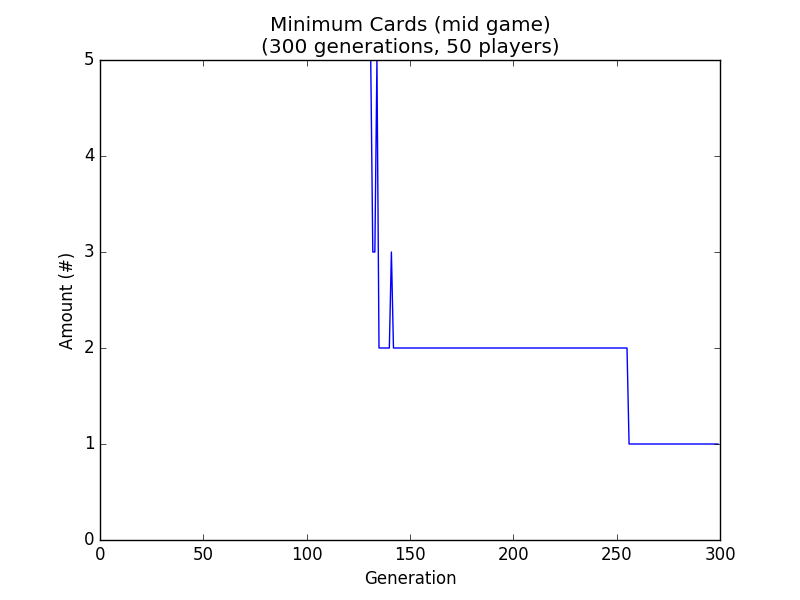 Minimum Cards (mid game)
(300 generations, 50 players)
5
4
3
2
1
0
Amount (#)
0 50 100 150 200 250 300
Generation